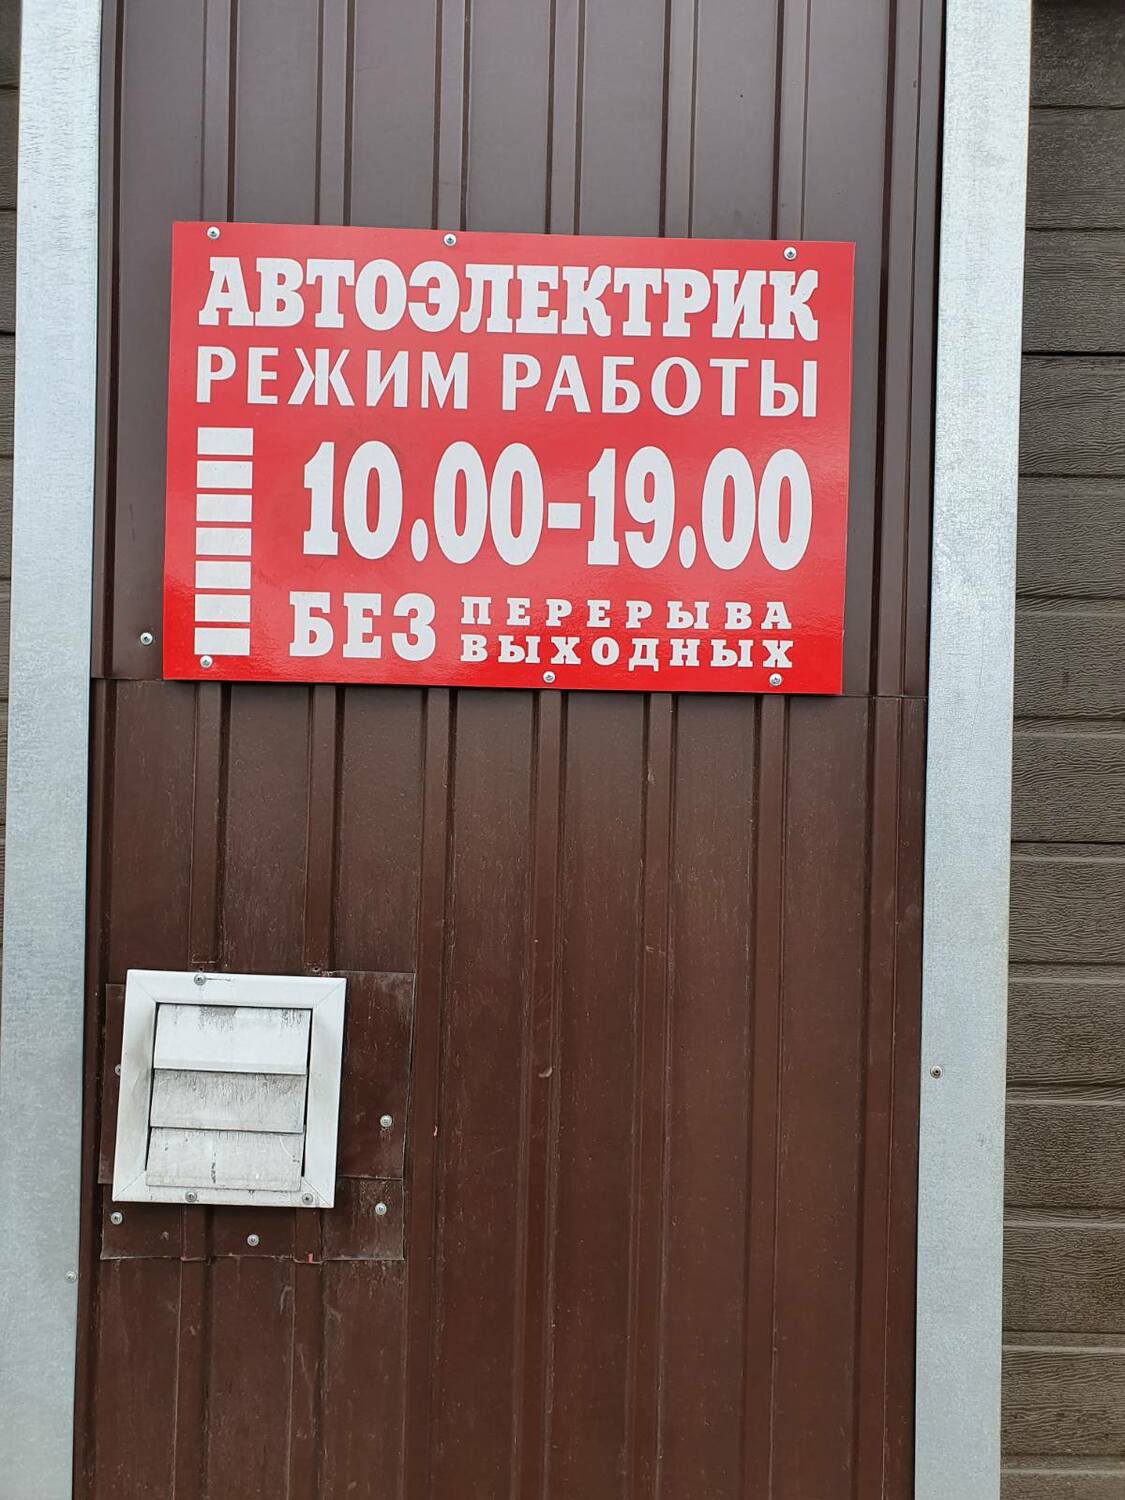 АВТОЭЛЕКТРИК
РЕЖИМ РАБОТЫ
10.00-19.00
БЕЗ ПЕРЕРЫВА
ВЫХОДНЫХ